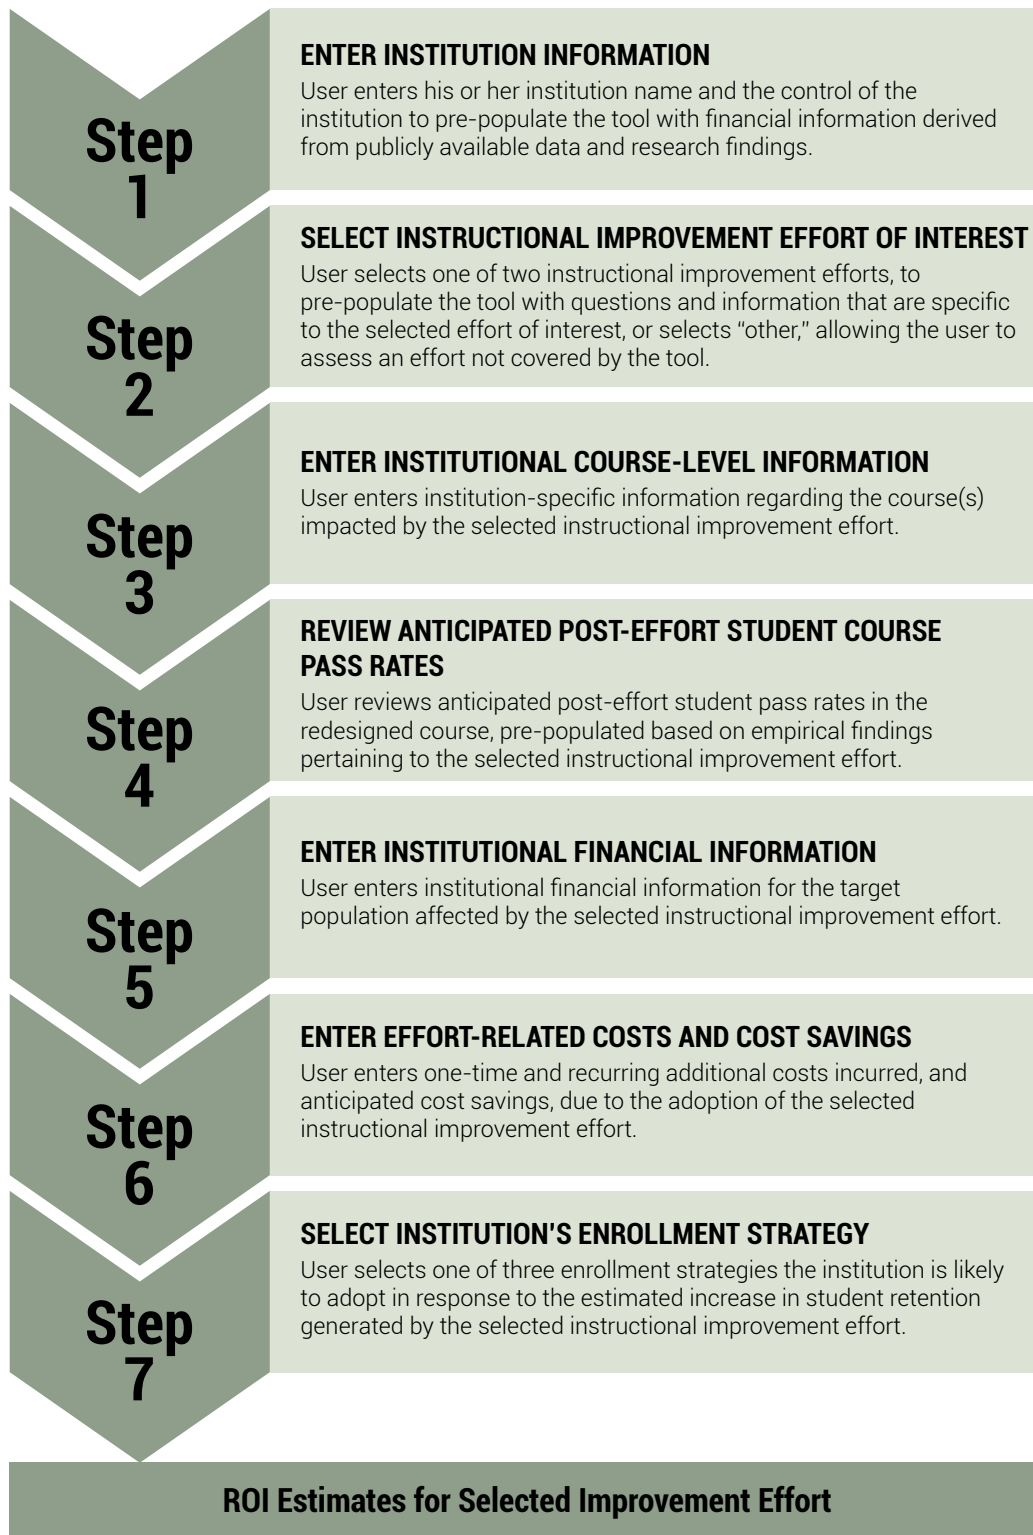 Step
1
ENTER INSTITUTION INFORMATION
User enters his or her institution name and the control of the
institution to pre-populate the tool with financial information derived
from publicly available data and research findings.
Step
2
SELECT INSTRUCTIONAL IMPROVEMENT EFFORT OF INTEREST
User selects one of two instructional improvement efforts, to
pre-populate the tool with questions and information that are specific
to the selected effort of interest, or selects “other,” allowing the user to
assess an effort not covered by the tool.
Step
3
ENTER INSTITUTIONAL COURSE-LEVEL INFORMATION
User enters institution-specific information regarding the course(s)
impacted by the selected instructional improvement effort.
Step
4
REVIEW ANTICIPATED POST-EFFORT STUDENT COURSE
PASS RATES
User reviews anticipated post-effort student pass rates in the
redesigned course, pre-populated based on empirical findings
pertaining to the selected instructional improvement effort.
Step
5
ENTER INSTITUTIONAL FINANCIAL INFORMATION
User enters institutional financial information for the target
population affected by the selected instructional improvement effort.
Step
6
ENTER EFFORT-RELATED COSTS AND COST SAVINGS
User enters one-time and recurring additional costs incurred, and
anticipated cost savings, due to the adoption of the selected
instructional improvement effort.
Step
7
SELECT INSTITUTION’S ENROLLMENT STRATEGY
User selects one of three enrollment strategies the institution is likely
to adopt in response to the estimated increase in student retention
generated by the selected instructional improvement effort.
ROI Estimates for Selected Improvement Effort